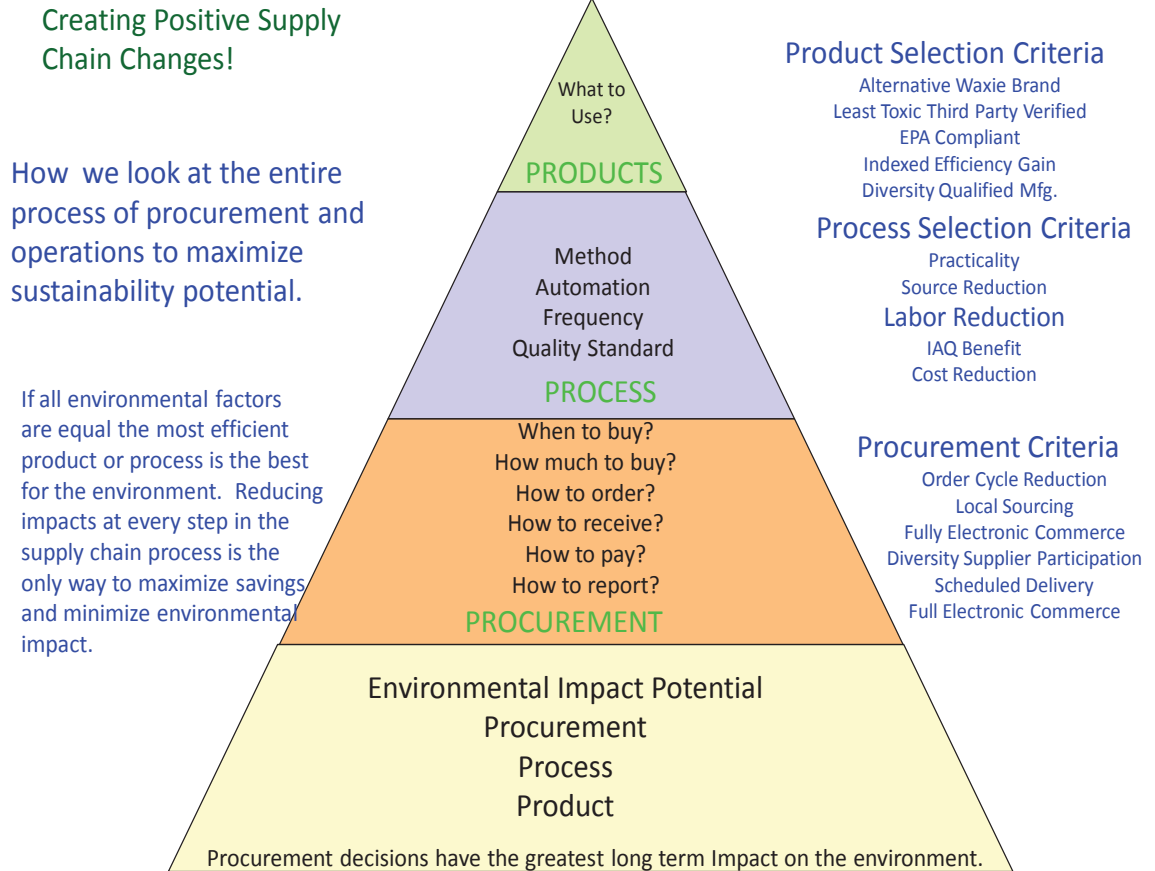 Creating Positive Supply
Chain Changes!
How we look at the entire
process of procurement and
operations to maximize
sustainability potential.
If all environmental factors
are equal the most efficient
product or process is the best
for the environment. Reducing
impacts at every step in the
supply chain process is the
only way to maximize savings
and minimize environmental
impact.
What to
Use?
PRODUCTS
Method
Automation
Frequency
Quality Standard
PROCESS
When to buy?
How much to buy?
How to order?
How to receive?
How to pay?
How to report?
PROCUREMENT
Environmental Impact Potential
Procurement
Process
Product
Procurement decisions have the greatest long term Impact on the environment.
Product Selection Criteria
Alternative Waxie Brand
Least Toxic Third Party Verified
EPA Compliant
Indexed Efficiency Gain
Diversity Qualified Mfg.
Process Selection Criteria
Practicality
Source Reduction
Labor Reduction
IAQ Benefit
Cost Reduction
Procurement Criteria
Order Cycle Reduction
Local Sourcing
Fully Electronic Commerce
Diversity Supplier Participation
Scheduled Delivery
Full Electronic Commerce